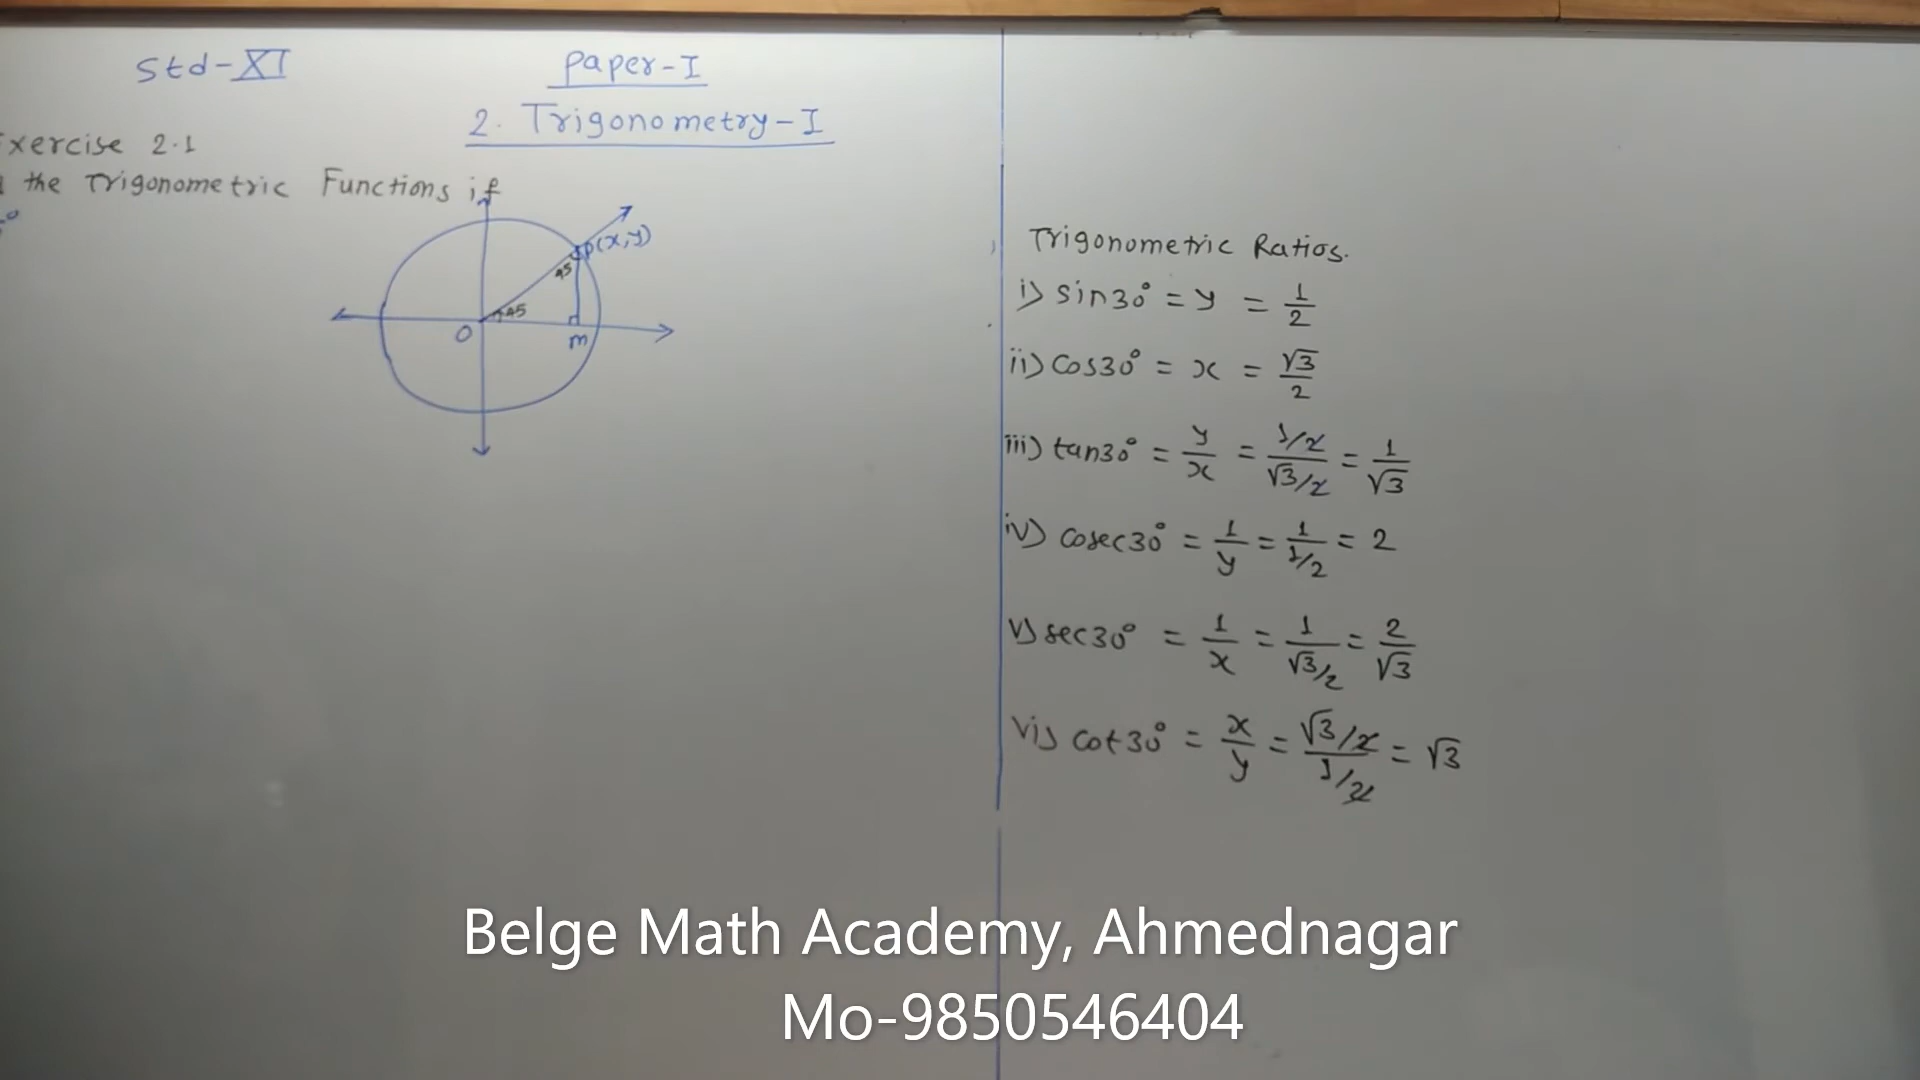 Std-XI
Paper-I
2. Trigonometry-I
xercise 2.1
the Trigonometric Functions if
P(x,y)
45
45
O
m
Trigonometric Ratios.
i) sin30° = y = 1/2
ii) cos30° = x = √3/2
iii) tan30° = y/x = (1/2)/(√3/2) = 1/√3
iv) cosec30° = 1/y = 1/(1/2) = 2
v) sec30° = 1/x = 1/(√3/2) = 2/√3
vi) cot30° = x/y = (√3/2)/(1/2) = √3
Belge Math Academy, Ahmednagar
Mo-9850546404